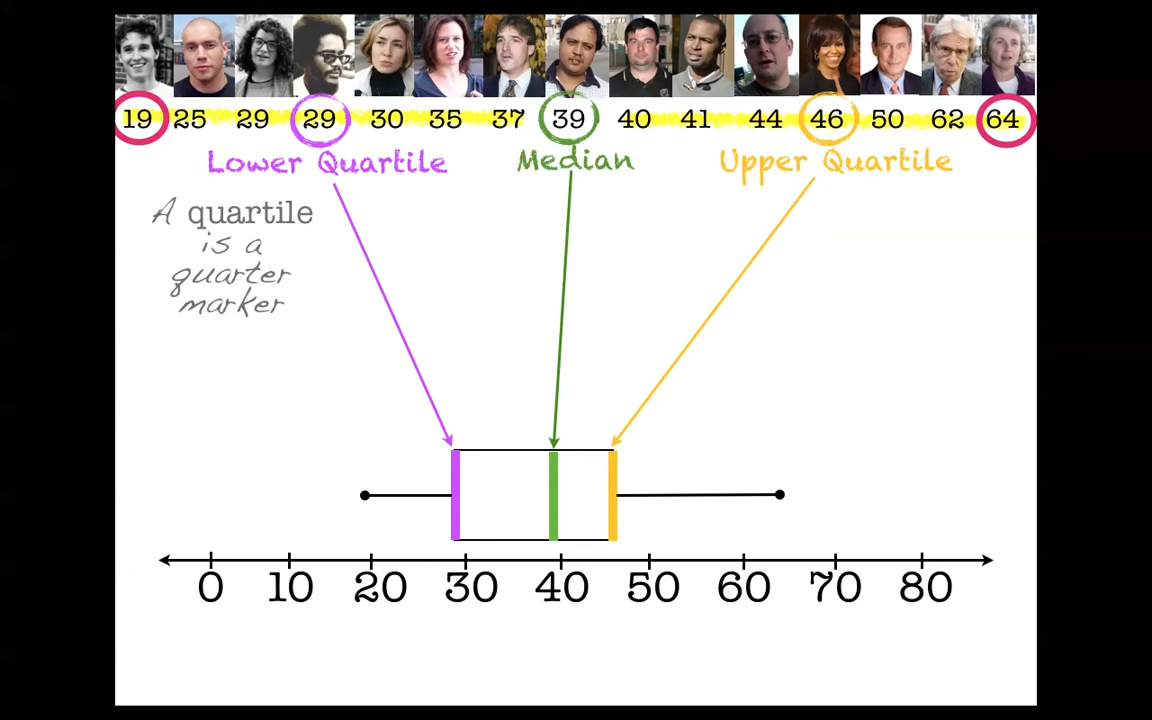 19 25 29 29 30 35 37 39 40 41 44 46 50 62 64
Lower Quartile Median Upper Quartile
A quartile
is a
quarter
marker
0 10 20 30 40 50 60 70 80